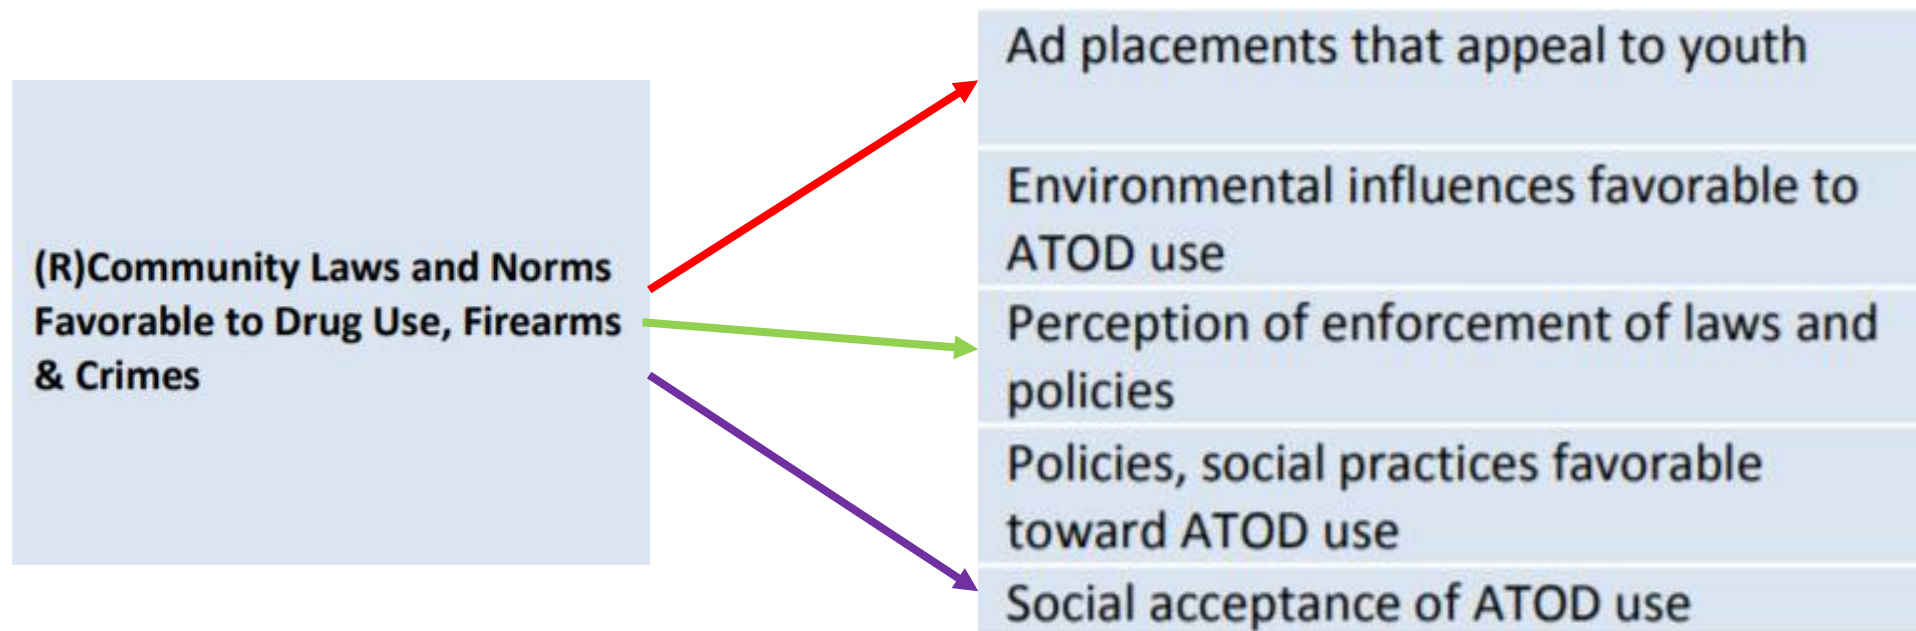 (R)Community Laws and Norms
Favorable to Drug Use, Firearms
& Crimes
Ad placements that appeal to youth
Environmental influences favorable to
ATOD use
Perception of enforcement of laws and
policies
Policies, social practices favorable
toward ATOD use
Social acceptance of ATOD use